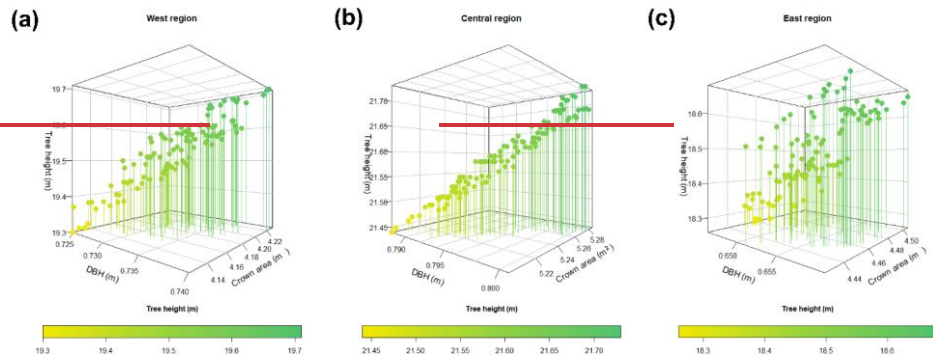 (a)
West region
Tree height (m)
19.7
19.6
19.5
19.4
19.3
0.725
0.730
0.735
0.740
DBH (m)
4.14
4.16
4.18
4.20
4.22
Crown area (m
Tree height (m)
19.3 19.4 19.5 19.6 19.7
(b)
Central region
Tree height (m)
21.70
21.65
21.60
21.55
21.50
21.45
0.790
0.795
0.800
DBH (m)
5.22
5.24
5.26
5.28
Crown area (m²)
Tree height (m)
21.45 21.50 21.55 21.60 21.65 21.70
(c)
East region
Tree height (m)
18.6
18.5
18.4
18.3
0.650
0.655
DBH (m)
4.44
4.46
4.48
4.50
Crown area (m )
Tree height (m)
18.3 18.4 18.5 18.6